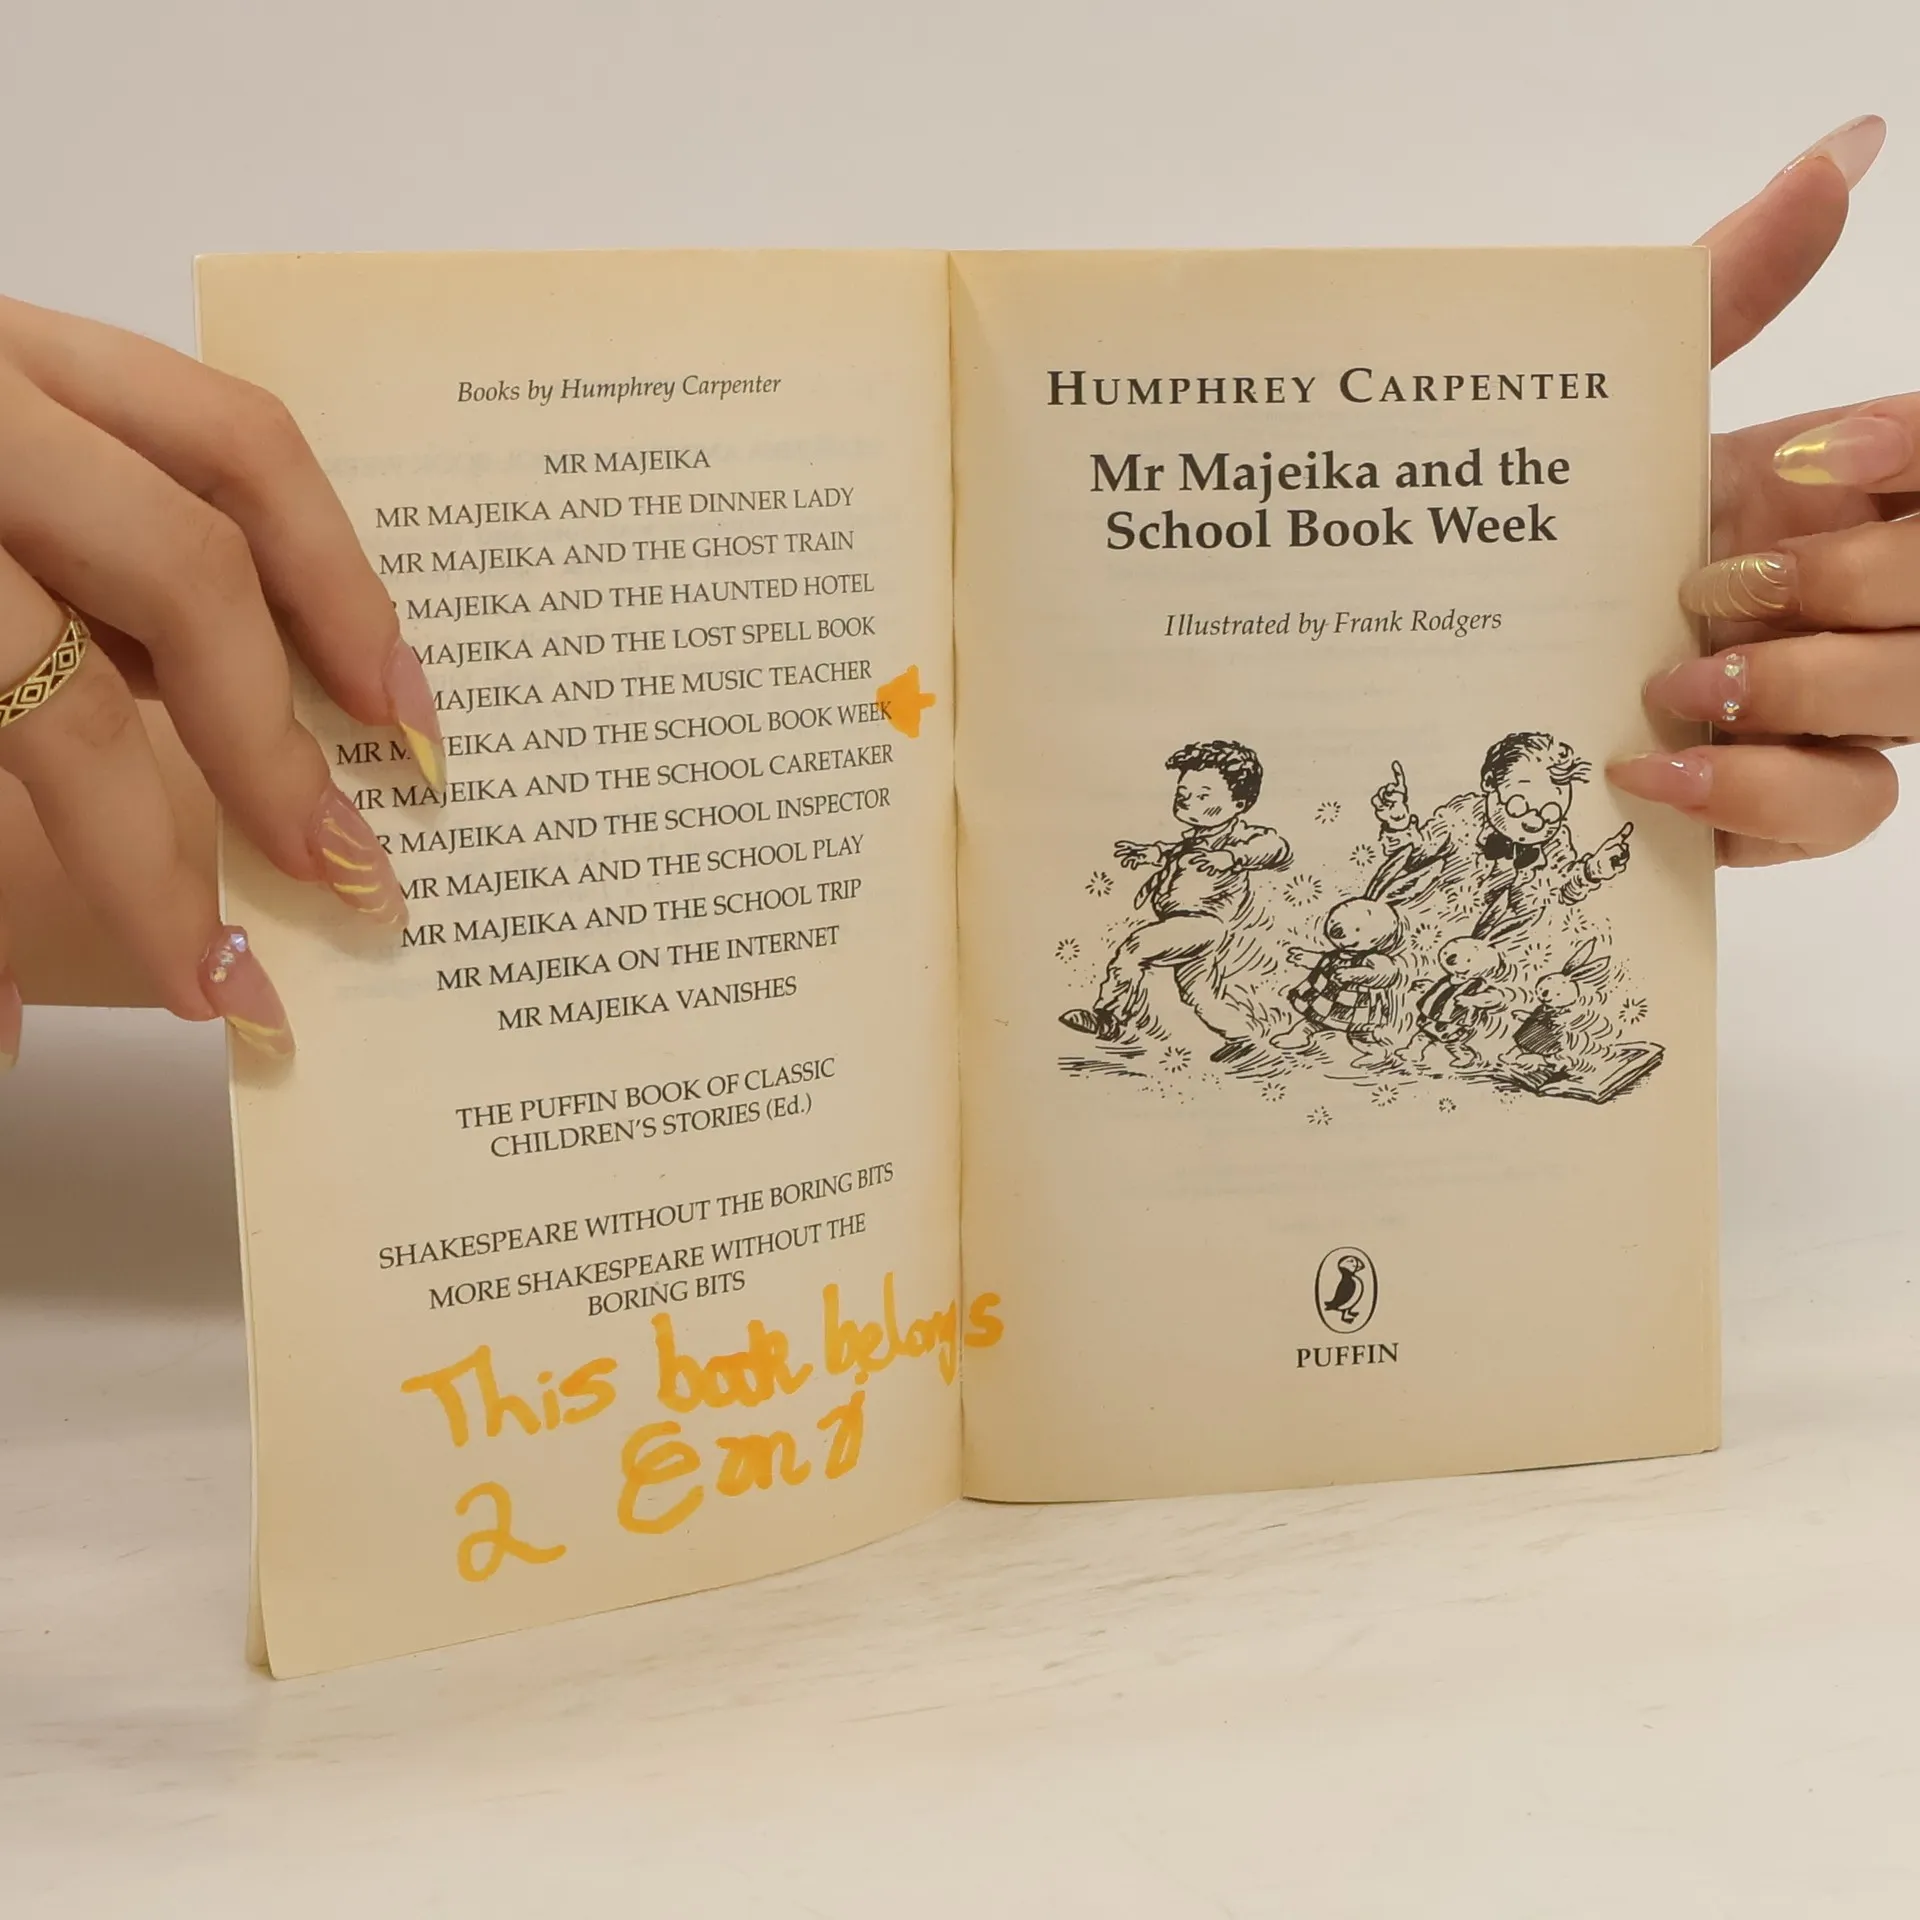 Books by Humphrey Carpenter
MR MAJEIKA
MR MAJEIKA AND THE DINNER LADY
MR MAJEIKA AND THE GHOST TRAIN
MAJEIKA AND THE HAUNTED HOTEL
MAJEIKA AND THE LOST SPELL BOOK
MAJEIKA AND THE MUSIC TEACHER
MR MAJEIKA AND THE SCHOOL BOOK WEEK
MR MAJEIKA AND THE SCHOOL CARETAKER
MR MAJEIKA AND THE SCHOOL INSPECTOR
MR MAJEIKA AND THE SCHOOL PLAY
MR MAJEIKA AND THE SCHOOL TRIP
MR MAJEIKA ON THE INTERNET
MR MAJEIKA VANISHES
THE PUFFIN BOOK OF CLASSIC
CHILDREN'S STORIES (Ed.)
SHAKESPEARE WITHOUT THE BORING BITS
MORE SHAKESPEARE WITHOUT THE
BORING BITS
This book belongs
2
HUMPHREY CARPENTER
Mr Majeika and the
School Book Week
Illustrated by Frank Rodgers
PUFFIN